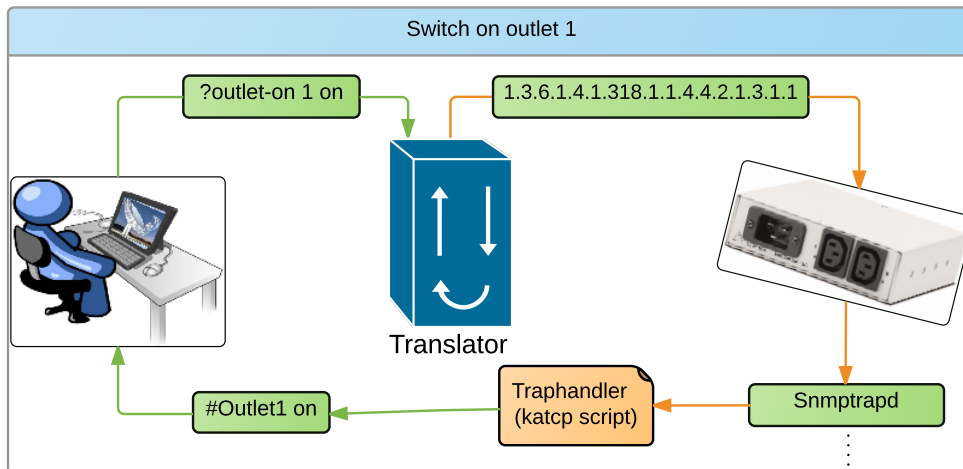 Switch on outlet 1
?outlet-on 1 on
1.3.6.1.4.1.318.1.1.4.4.2.1.3.1.1
Translator
Traphandler
(katcp script)
#Outlet1 on
Snmptrapd